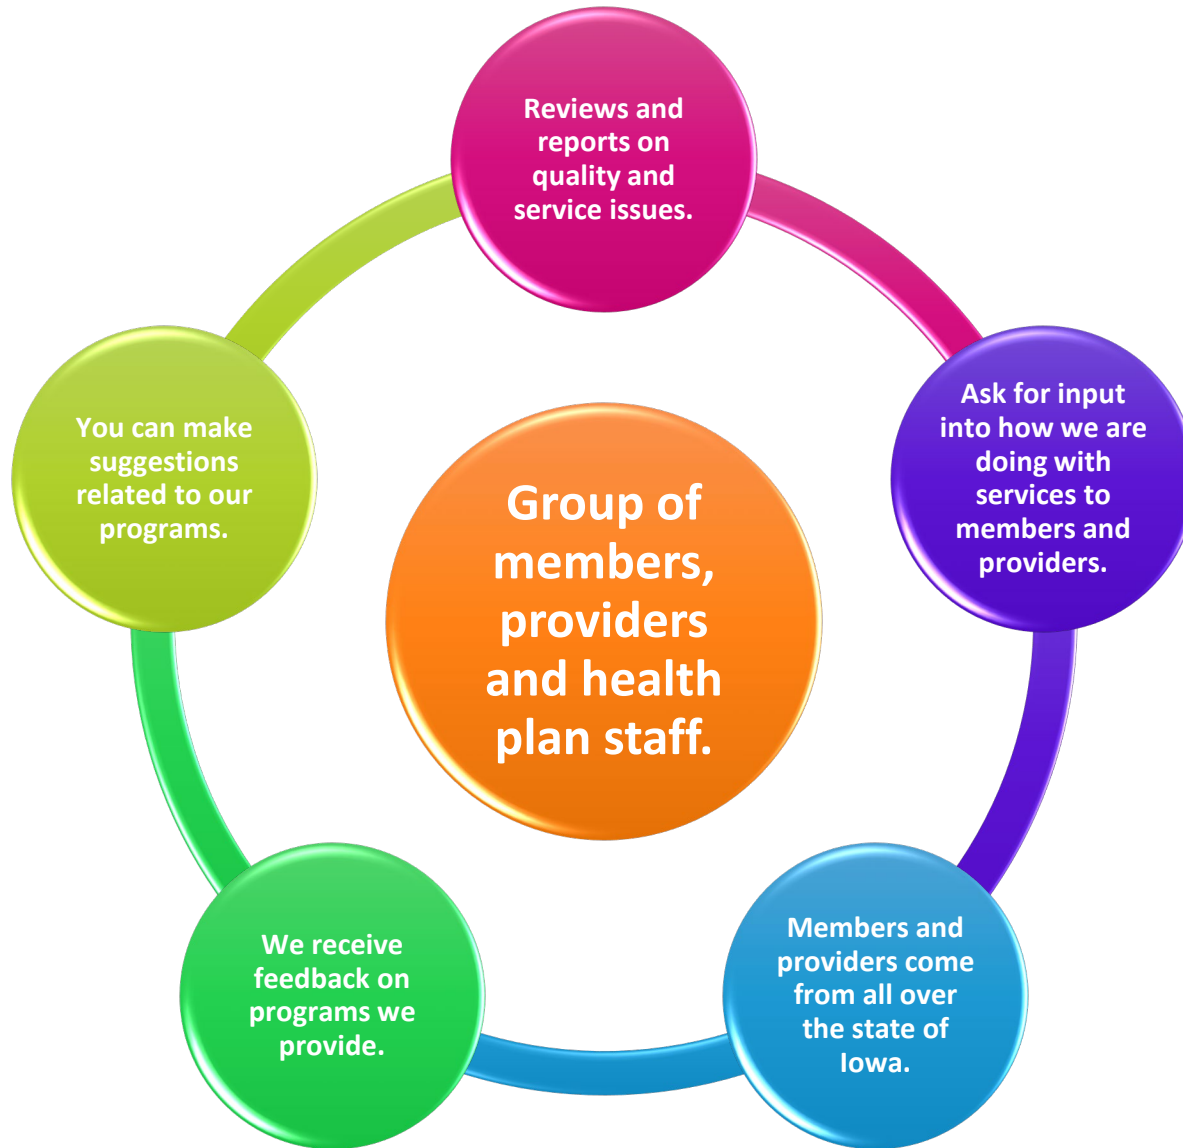 Reviews and
reports on
quality and
service issues.
Ask for input
into how we are
doing with
services to
members and
providers.
Members and
providers come
from all over
the state of
Iowa.
We receive
feedback on
programs we
provide.
You can make
suggestions
related to our
programs.
Group of
members,
providers
and health
plan staff.